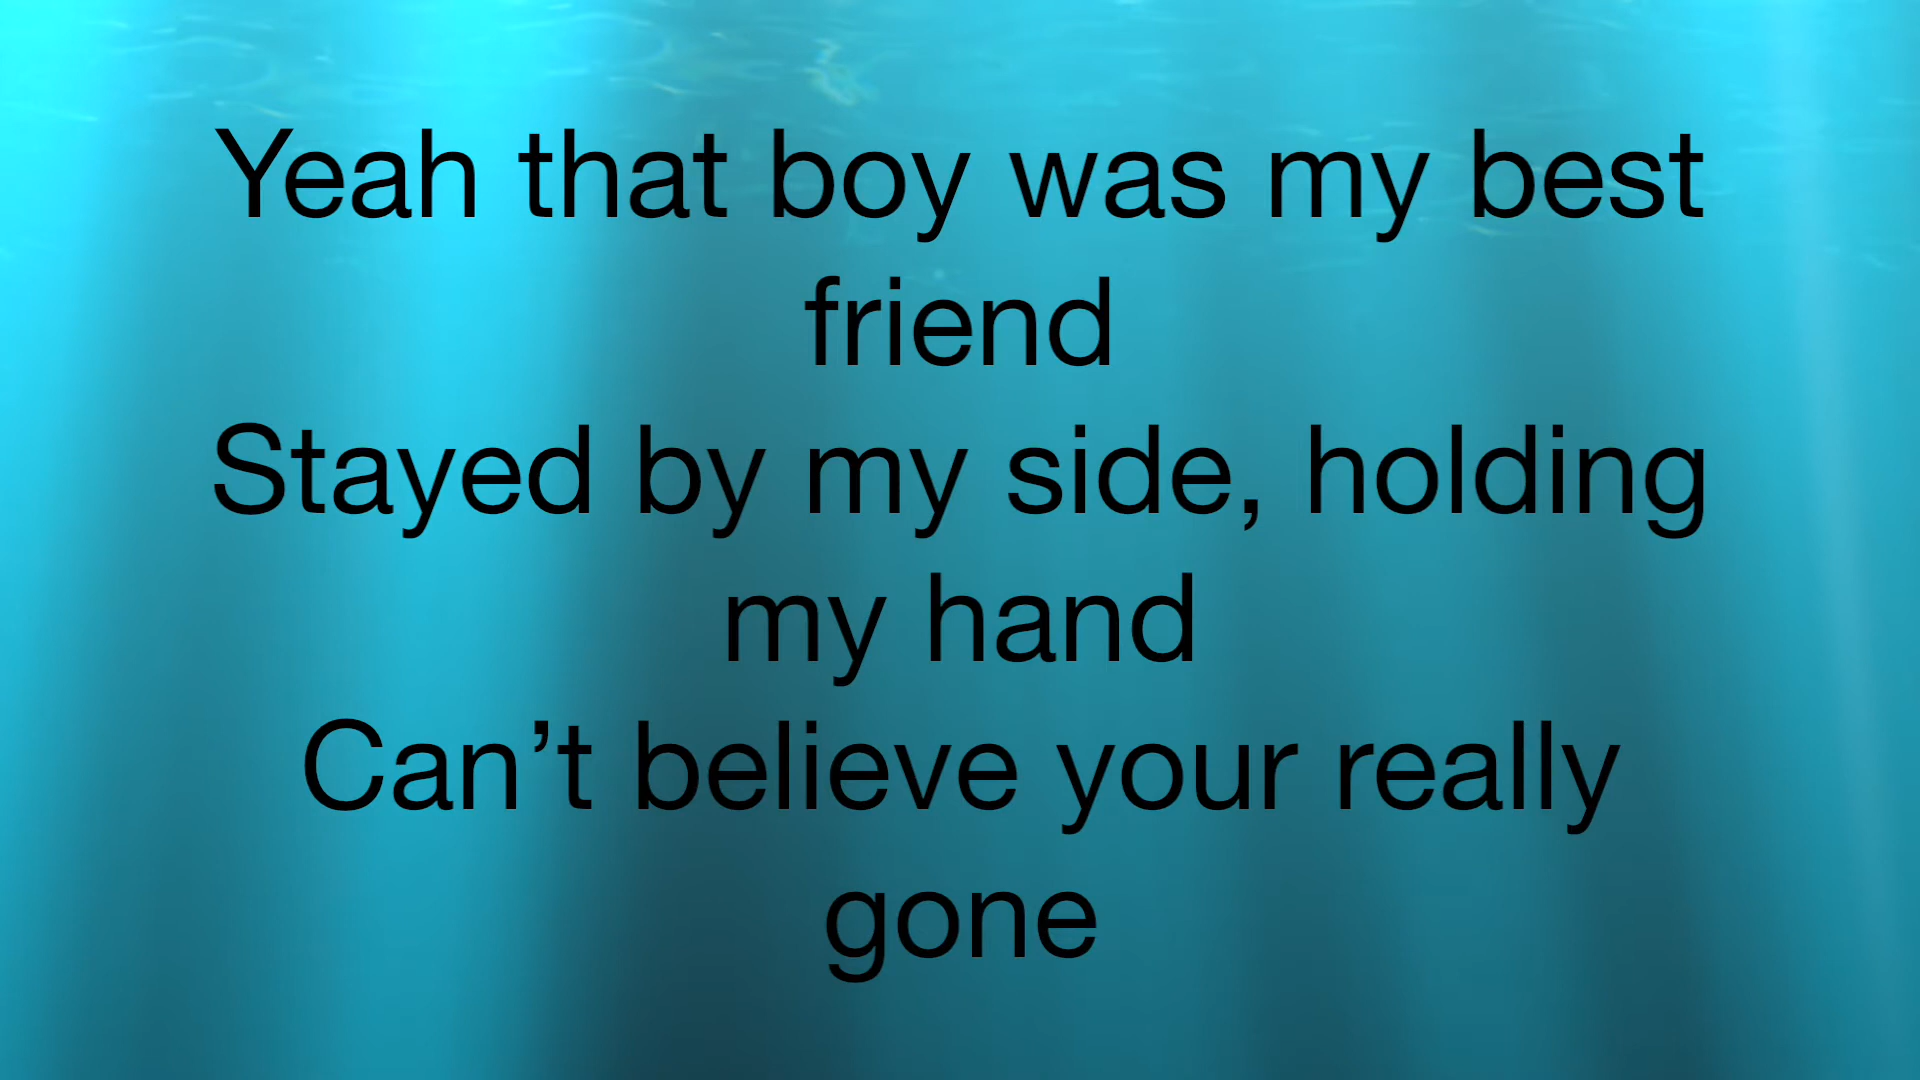 Yeah that boy was my best
friend
Stayed by my side, holding
my hand
Can’t believe your really
gone